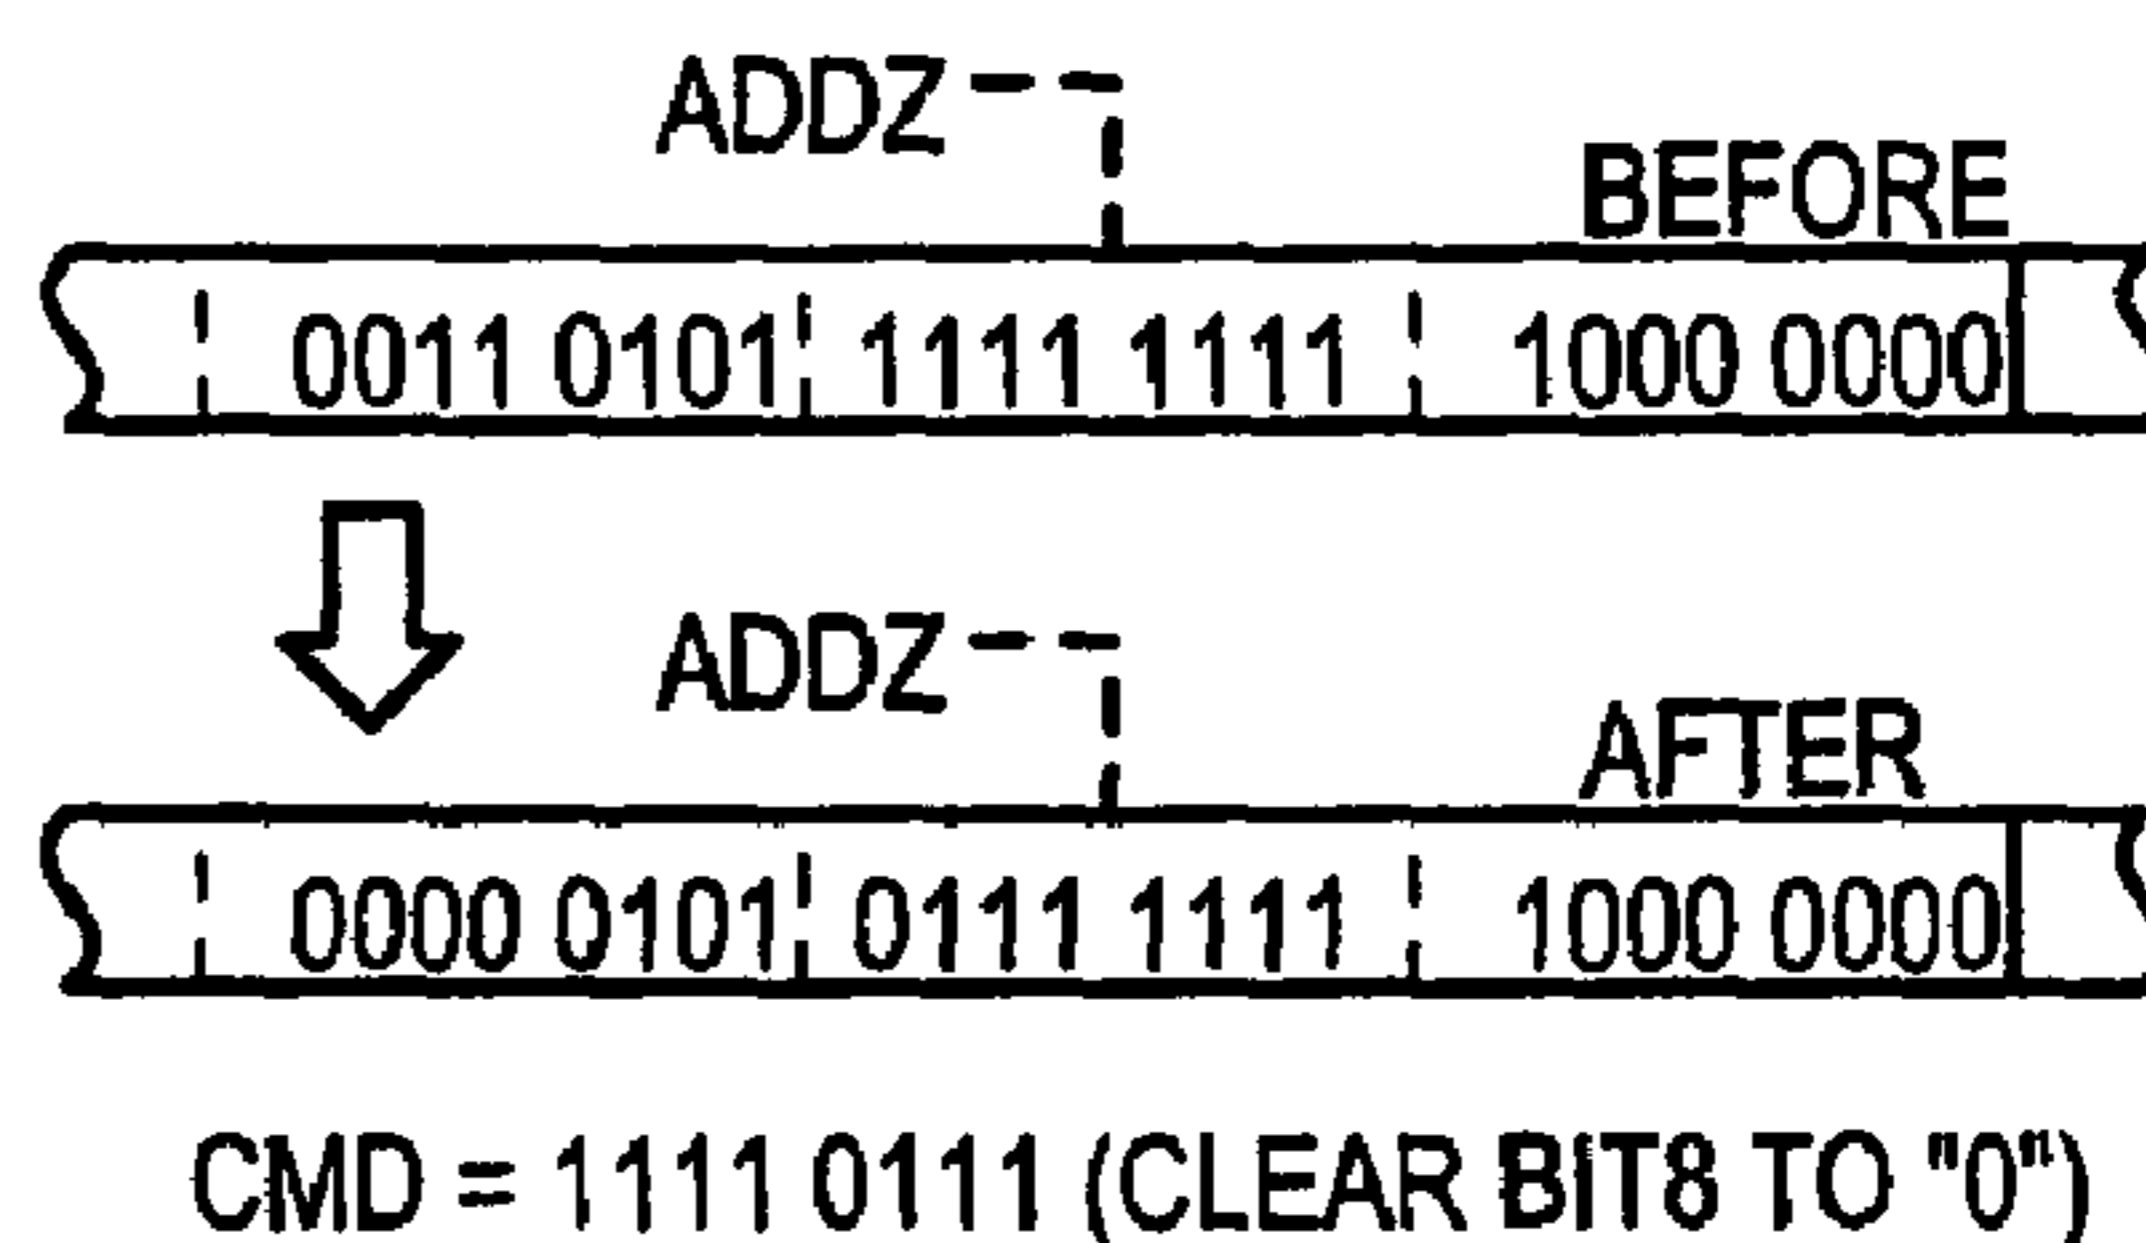 ADDZ
BEFORE
0011 0101 1111 1111 1000 0000
ADDZ
AFTER
0000 0101 0111 1111 1000 0000
CMD = 1111 0111 (CLEAR BIT8 TO "0")